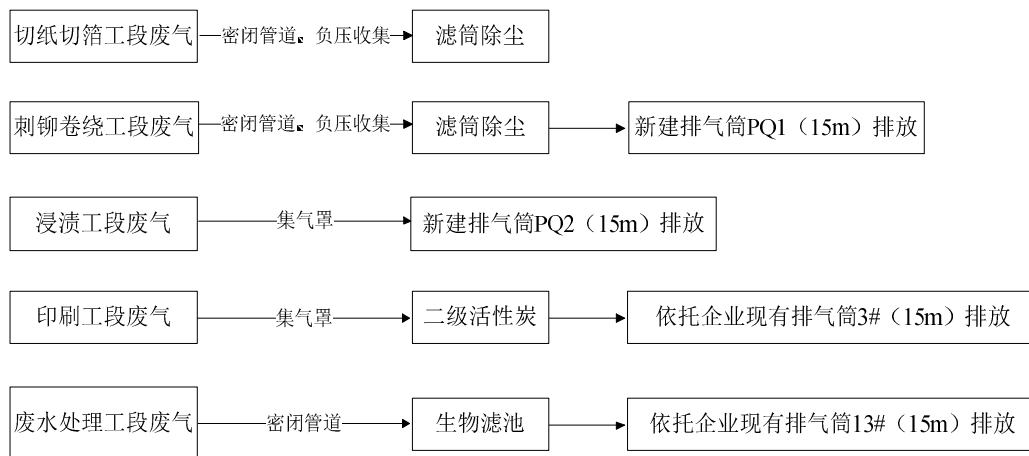 切纸切箔工段废气 密闭管道。负压收集 滤筒除尘
刺铆卷绕工段废气 密闭管道。负压收集 滤筒除尘 新建排气筒PQ1（15m）排放
浸渍工段废气 集气罩 新建排气筒PQ2（15m）排放
印刷工段废气 集气罩 二级活性炭 依托企业现有排气筒3#（15m）排放
废水处理工段废气 密闭管道 生物滤池 依托企业现有排气筒13#（15m）排放